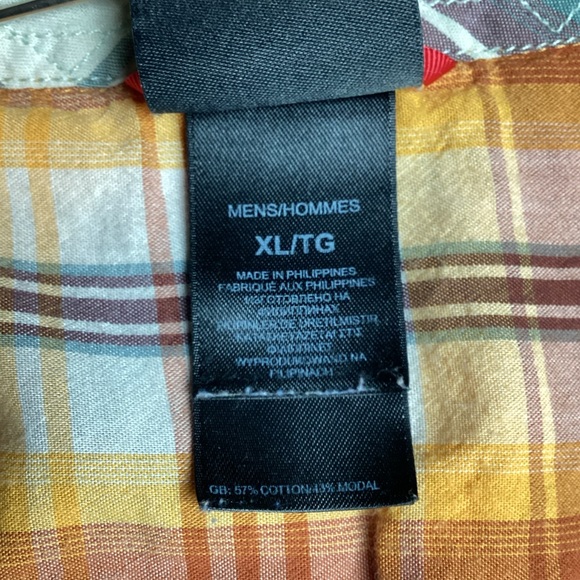 MENS/HOMMES
XL/TG
MADE IN PHILIPPINES
FABRIQUÉ AUX PHILIPPINES
ИЗГОТОВЛЕНО НА
ФИЛИППИНАХ
WYPRODUKOWANO NA
FILIPINACH
GB: 57% COTTON/43% MODAL